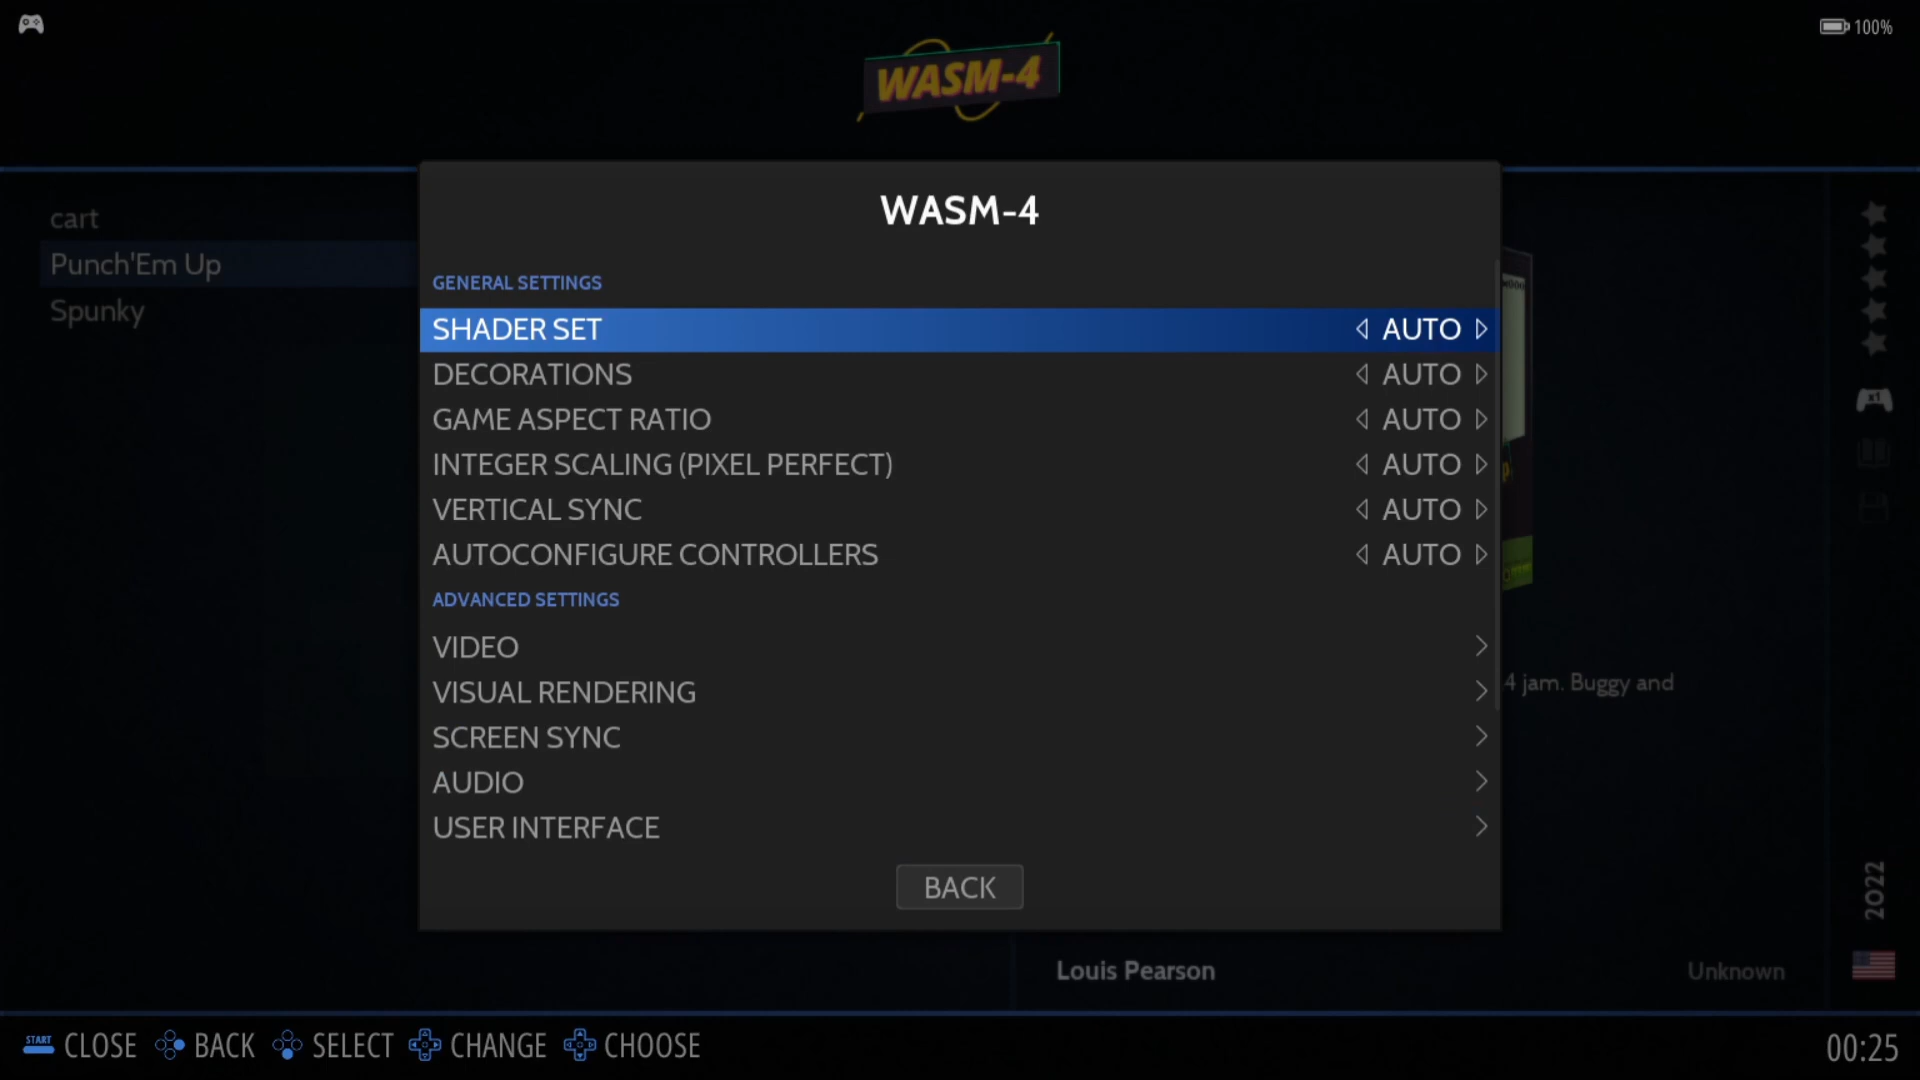 100%
WASM-4
cart
Punch'Em Up
Spunky
WASM-4
GENERAL SETTINGS
SHADER SET AUTO
DECORATIONS AUTO
GAME ASPECT RATIO AUTO
INTEGER SCALING (PIXEL PERFECT) AUTO
VERTICAL SYNC AUTO
AUTOCONFIGURE CONTROLLERS AUTO
ADVANCED SETTINGS
VIDEO
VISUAL RENDERING
SCREEN SYNC
AUDIO
USER INTERFACE
BACK
x1
4 jam. Buggy and
2022
Louis Pearson
Unknown
START CLOSE BACK SELECT CHANGE CHOOSE
00:25